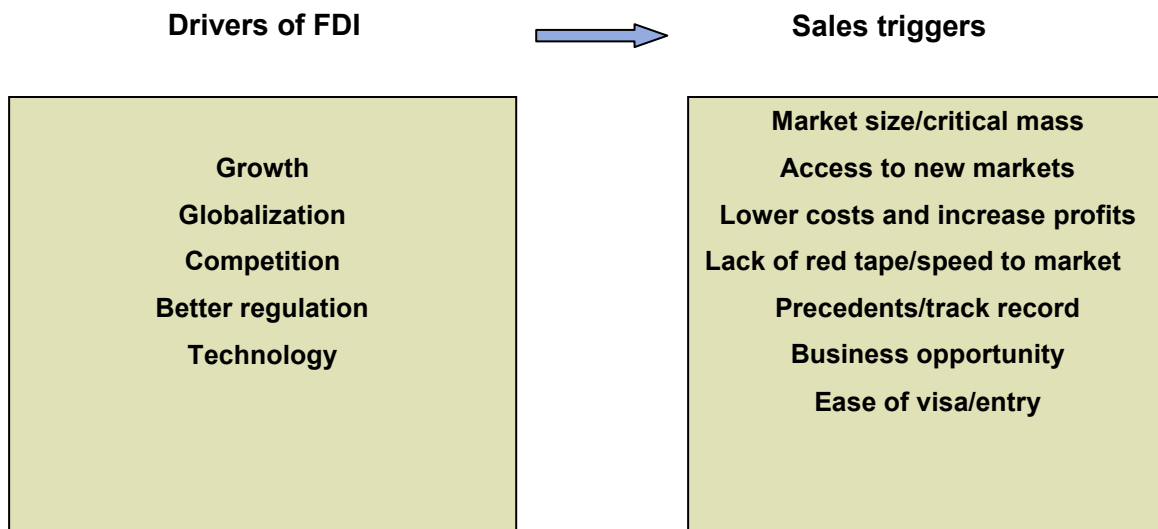 Drivers of FDI
Sales triggers
Growth
Globalization
Competition
Better regulation
Technology
Market size/critical mass
Access to new markets
Lower costs and increase profits
Lack of red tape/speed to market
Precedents/track record
Business opportunity
Ease of visa/entry